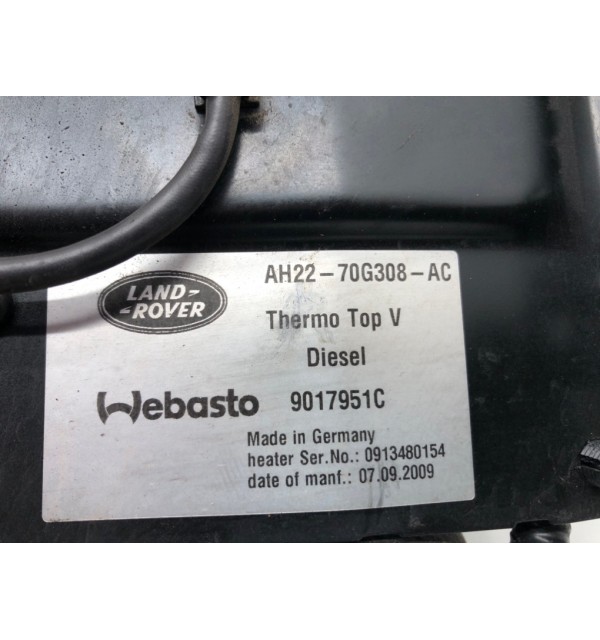 LAND-
-ROVER
AH22-70G308-AC
Thermo Top V
Diesel
Webasto 9017951C
Made in Germany
heater Ser.No.: 0913480154
date of manf.: 07.09.2009